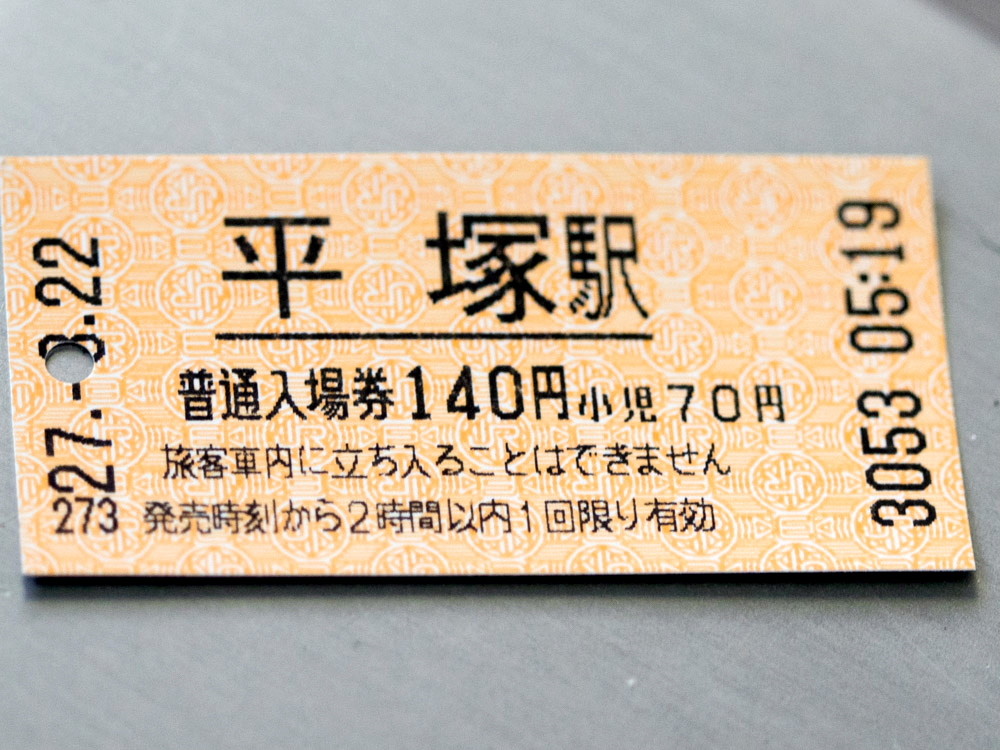 平塚駅
普通入場券140円小児70円
旅客車内に立ち入ることはできません
発売時刻から2時間以内1回限り有効
27.-8.22
273
3053 05:19